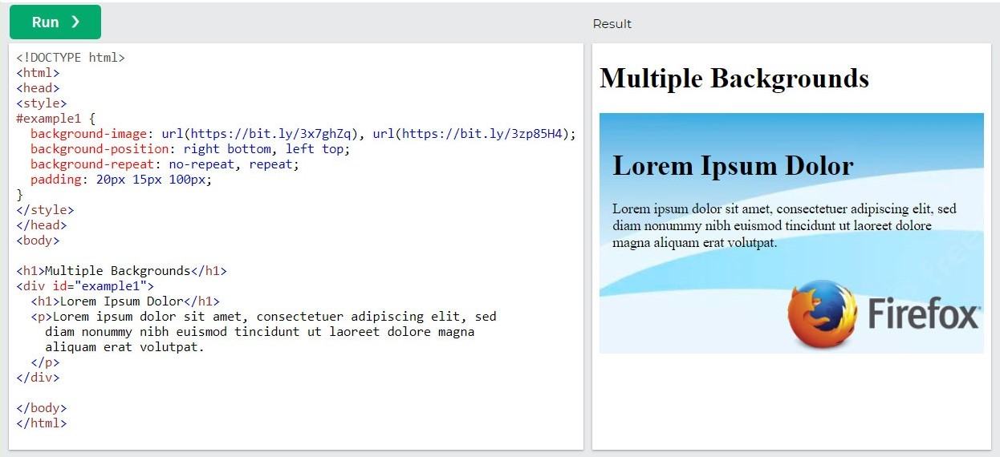 Run ❯
<!DOCTYPE html>
<html>
<head>
<style>
#example1 {
  background-image: url(https://bit.ly/3x7ghZq), url(https://bit.ly/3zp85H4);
  background-position: right bottom, left top;
  background-repeat: no-repeat, repeat;
  padding: 20px 15px 100px;
}
</style>
</head>
<body>

<h1>Multiple Backgrounds</h1>
<div id="example1">
  <h1>Lorem Ipsum Dolor</h1>
  <p>Lorem ipsum dolor sit amet, consectetuer adipiscing elit, sed
    diam nonummy nibh euismod tincidunt ut laoreet dolore magna
    aliquam erat volutpat.
  </p>
</div>

</body>
</html>
Result
Multiple Backgrounds
Lorem Ipsum Dolor
Lorem ipsum dolor sit amet, consectetuer adipiscing elit, sed
diam nonummy nibh euismod tincidunt ut laoreet dolore
magna aliquam erat volutpat.
free
Firefox